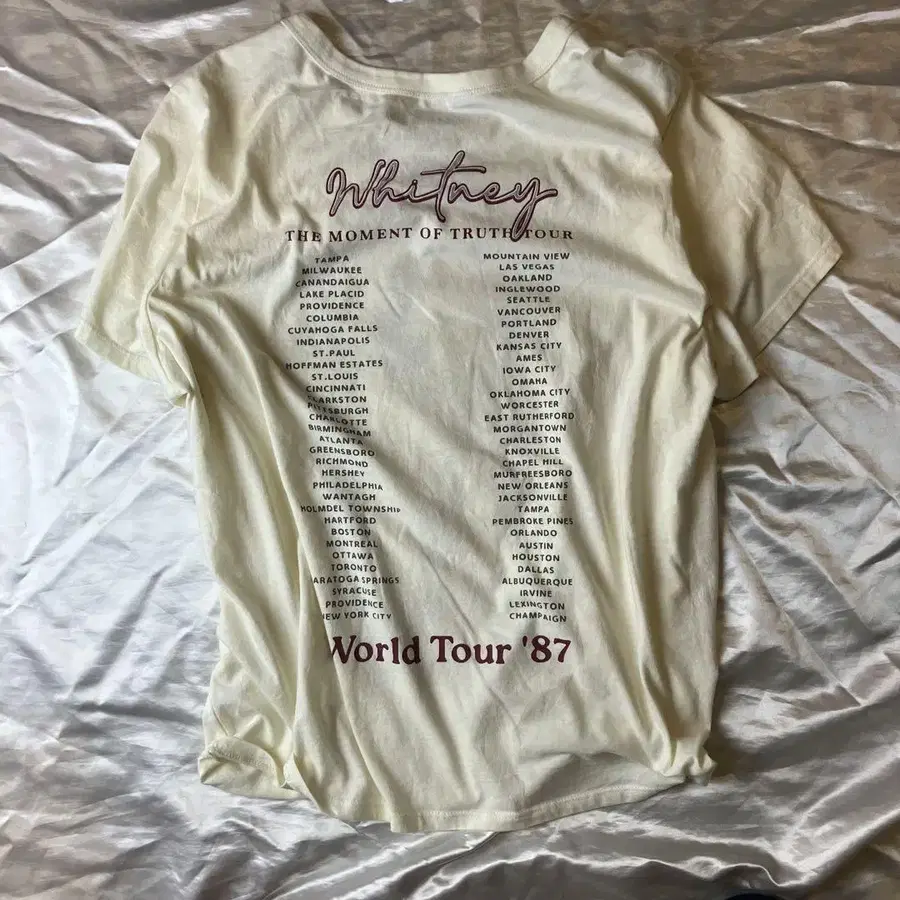 Whitney
THE MOMENT OF TRUTH TOUR
TAMPA
MILWAUKEE
CANANDAIGUA
LAKE PLACID
PROVIDENCE
COLUMBIA
CUYAHOGA FALLS
INDIANAPOLIS
ST.PAUL
HOFFMAN ESTATES
ST.LOUIS
CINCINNATI
CLARKSTON
PITTSBURGH
CHARLOTTE
BIRMINGHAM
ATLANTA
GREENSBORO
RICHMOND
HERSHEY
PHILADELPHIA
WANTAGH
HOLMDEL TOWNSHIP
HARTFORD
BOSTON
MONTREAL
OTTAWA
TORONTO
SARATOGA SPRINGS
SYRACUSE
PROVIDENCE
NEW YORK CITY
MOUNTAIN VIEW
LAS VEGAS
OAKLAND
INGLEWOOD
SEATTLE
VANCOUVER
PORTLAND
DENVER
KANSAS CITY
AMES
IOWA CITY
OMAHA
OKLAHOMA CITY
WORCESTER
EAST RUTHERFORD
MORGANTOWN
CHARLESTON
KNOXVILLE
CHAPEL HILL
MURFREESBORO
NEW ORLEANS
JACKSONVILLE
TAMPA
PEMBROKE PINES
ORLANDO
AUSTIN
HOUSTON
DALLAS
ALBUQUERQUE
IRVINE
LEXINGTON
CHAMPAIGN
World Tour '87